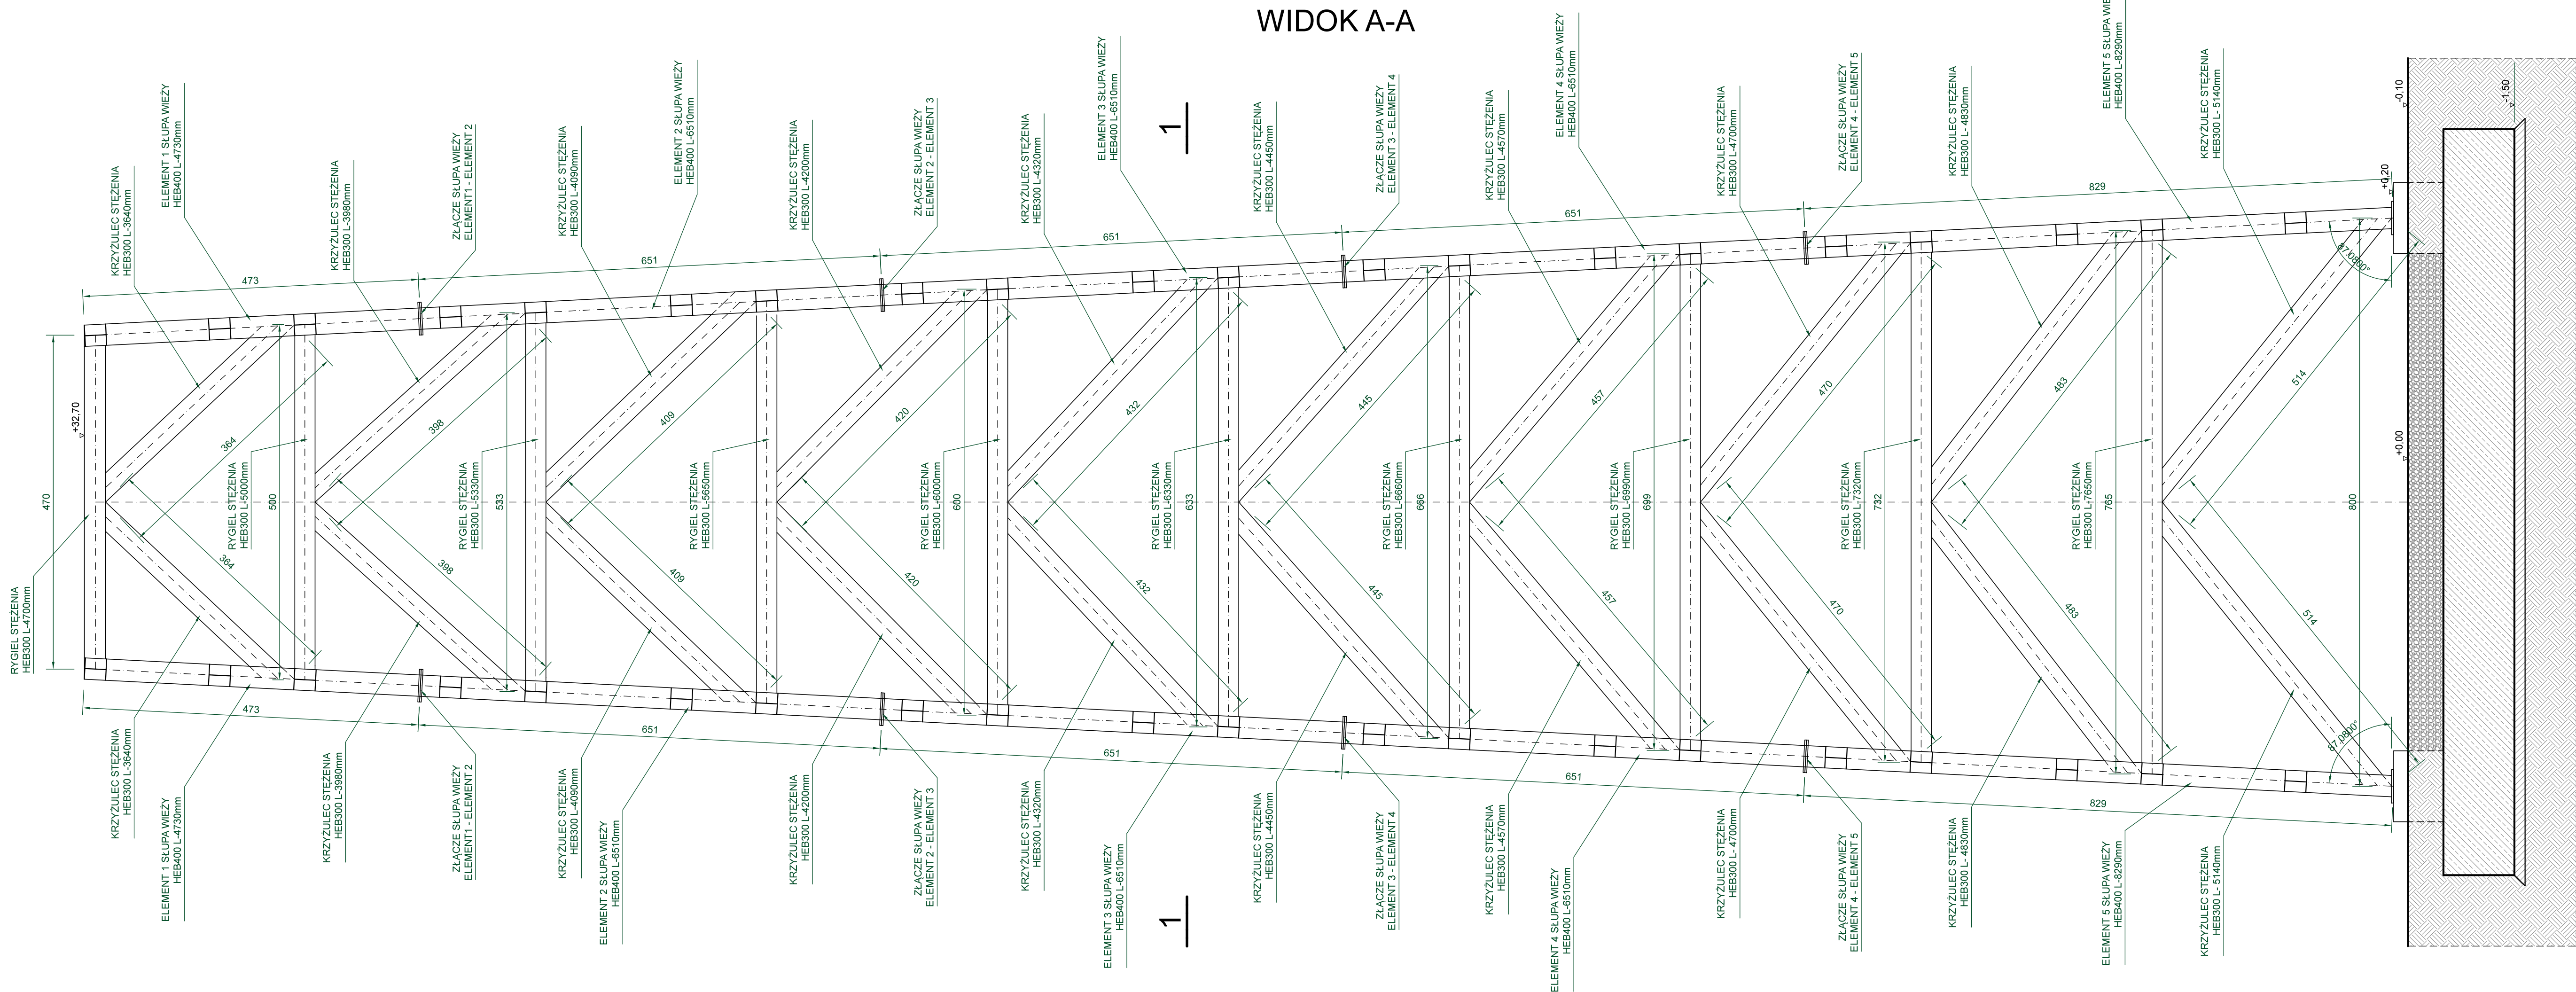 WIDOK A-A
KRZYŻULEC STĘŻENIA
HEB300 L-3640mm
ELEMENT 1 SŁUPA WIEŻY
HEB400 L-4730mm
KRZYŻULEC STĘŻENIA
HEB300 L-3980mm
ZŁĄCZE SŁUPA WIEŻY
ELEMENT1 - ELEMENT 2
KRZYŻULEC STĘŻENIA
HEB300 L-4090mm
ELEMENT 2 SŁUPA WIEŻY
HEB400 L-6510mm
KRZYŻULEC STĘŻENIA
HEB300 L-4200mm
ZŁĄCZE SŁUPA WIEŻY
ELEMENT 2 - ELEMENT 3
KRZYŻULEC STĘŻENIA
HEB300 L-4320mm
ELEMENT 3 SŁUPA WIEŻY
HEB400 L-6510mm
1
KRZYŻULEC STĘŻENIA
HEB300 L-4450mm
ZŁĄCZE SŁUPA WIEŻY
ELEMENT 3 - ELEMENT 4
KRZYŻULEC STĘŻENIA
HEB300 L-4570mm
ELEMENT 4 SŁUPA WIEŻY
HEB400 L-6510mm
KRZYŻULEC STĘŻENIA
HEB300 L-4700mm
ZŁĄCZE SŁUPA WIEŻY
ELEMENT 4 - ELEMENT 5
KRZYŻULEC STĘŻENIA
HEB300 L- 4830mm
ELEMENT 5 SŁUPA
HEB400 L-8290mm
KRZYŻULEC STĘŻENIA
HEB300 L- 5140mm
-0,10
-1,50
+0,20
473
651
651
651
829
87,0800°
470
+32,70
364
500
398
533
409
420
600
432
633
445
666
457
699
470
732
483
765
514
800
+0,00
RYGIEL STĘŻENIA
HEB300 L-4700mm
RYGIEL STĘŻENIA
HEB300 L-5000mm
RYGIEL STĘŻENIA
HEB300 L-5330mm
RYGIEL STĘŻENIA
HEB300 L-5650mm
RYGIEL STĘŻENIA
HEB300 L-6000mm
RYGIEL STĘŻENIA
HEB300 L-6330mm
RYGIEL STĘŻENIA
HEB300 L-6660mm
RYGIEL STĘŻENIA
HEB300 L-6990mm
RYGIEL STĘŻENIA
HEB300 L-7320mm
RYGIEL STĘŻENIA
HEB300 L-7650mm
364
398
409
420
432
445
457
470
483
514
87,0800°
473
651
651
651
829
KRZYŻULEC STĘŻENIA
HEB300 L-3640mm
ELEMENT 1 SŁUPA WIEŻY
HEB400 L-4730mm
KRZYŻULEC STĘŻENIA
HEB300 L-3980mm
ZŁĄCZE SŁUPA WIEŻY
ELEMENT1 - ELEMENT 2
KRZYŻULEC STĘŻENIA
HEB300 L-4090mm
ELEMENT 2 SŁUPA WIEŻY
HEB400 L-6510mm
KRZYŻULEC STĘŻENIA
HEB300 L-4200mm
ZŁĄCZE SŁUPA WIEŻY
ELEMENT 2 - ELEMENT 3
KRZYŻULEC STĘŻENIA
HEB300 L-4320mm
ELEMENT 3 SŁUPA WIEŻY
HEB400 L-6510mm
1
KRZYŻULEC STĘŻENIA
HEB300 L-4450mm
ZŁĄCZE SŁUPA WIEŻY
ELEMENT 3 - ELEMENT 4
KRZYŻULEC STĘŻENIA
HEB300 L-4570mm
ELEMENT 4 SŁUPA WIEŻY
HEB400 L-6510mm
KRZYŻULEC STĘŻENIA
HEB300 L- 4700mm
ZŁĄCZE SŁUPA WIEŻY
ELEMENT 4 - ELEMENT 5
KRZYŻULEC STĘŻENIA
HEB300 L- 4830mm
ELEMENT 5 SŁUPA WIEŻY
HEB400 L-8290mm
KRZYŻULEC STĘŻENIA
HEB300 L- 5140mm